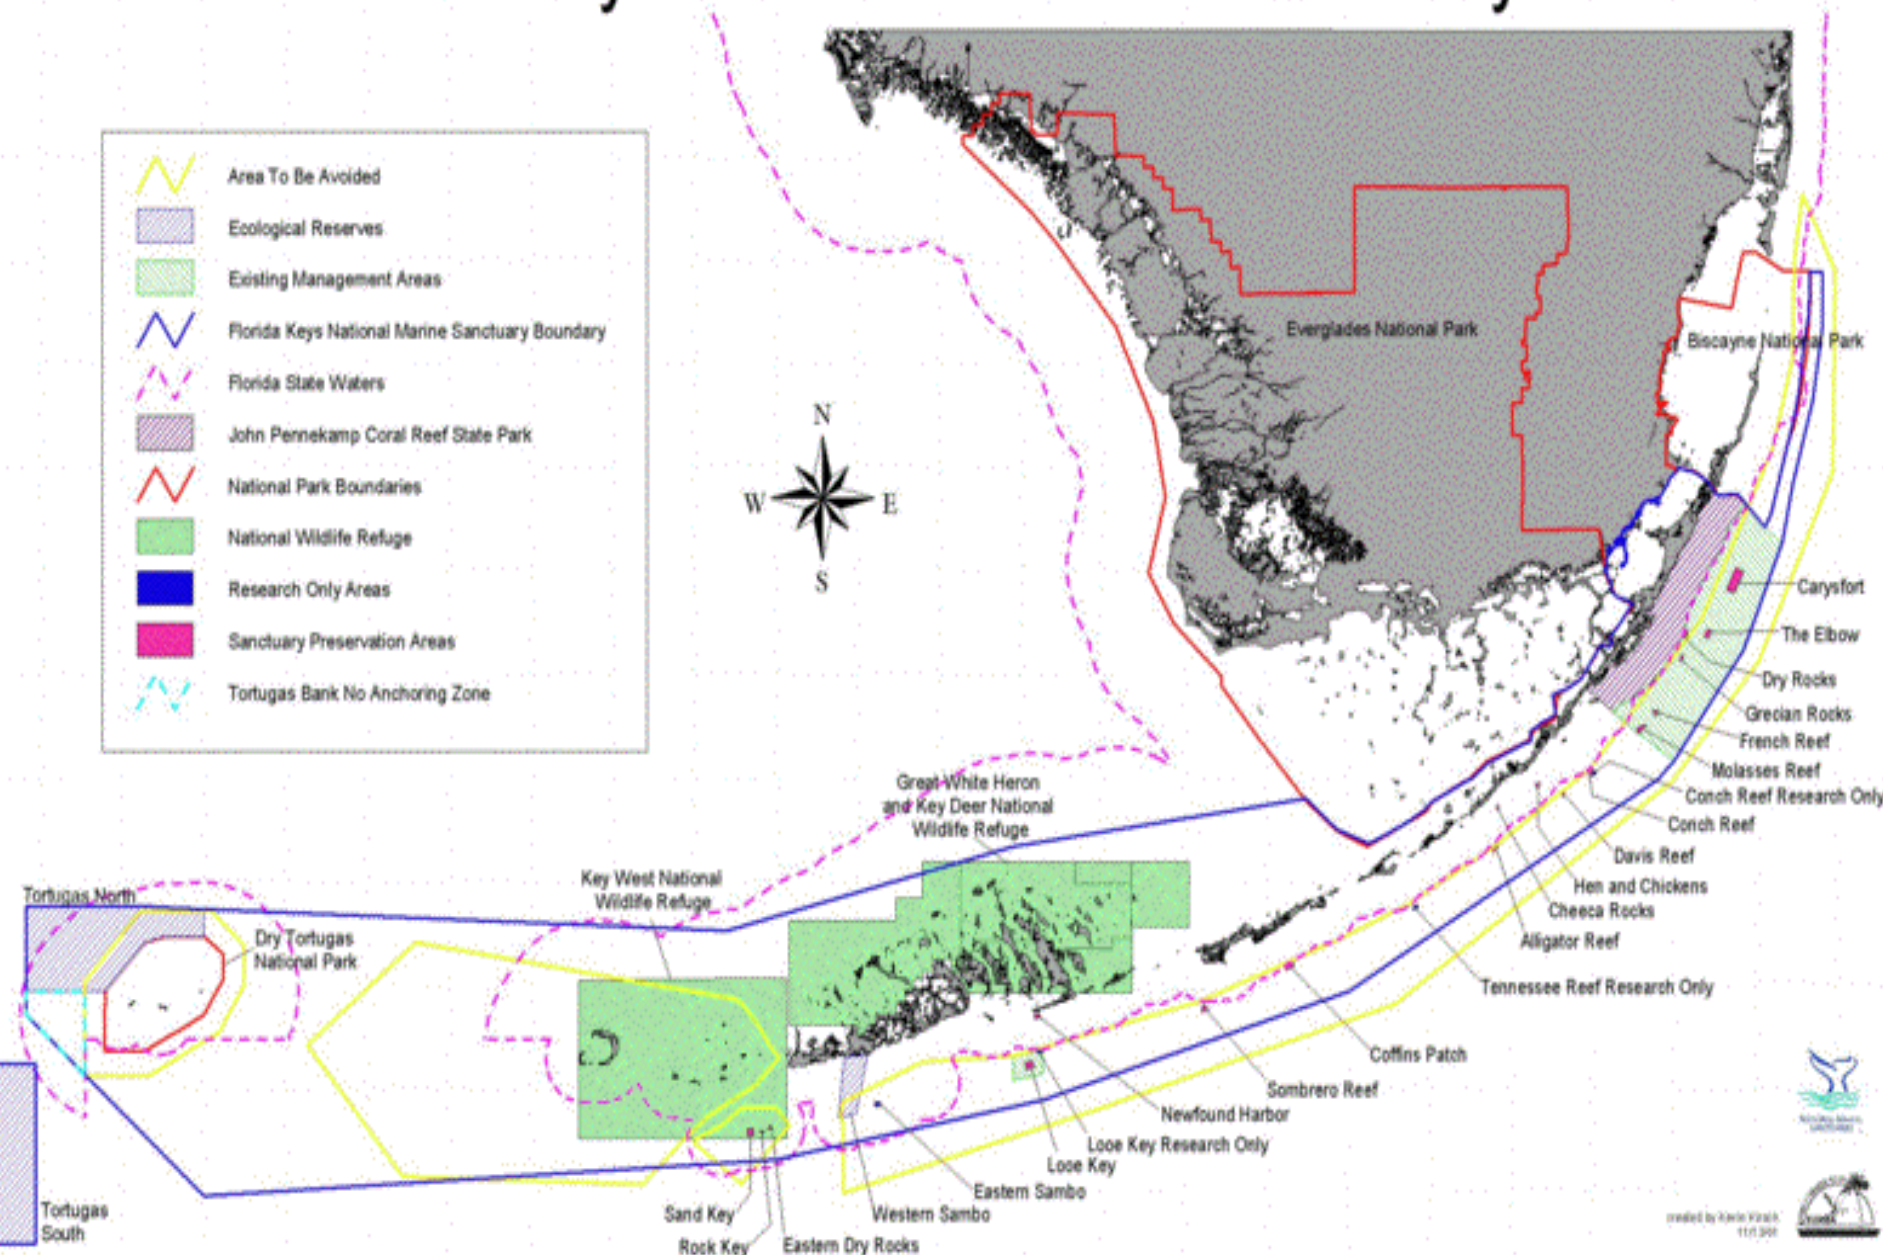 Area To Be Avoided
Ecological Reserves
Existing Management Areas
Florida Keys National Marine Sanctuary Boundary
Florida State Waters
John Pennekamp Coral Reef State Park
National Park Boundaries
National Wildlife Refuge
Research Only Areas
Sanctuary Preservation Areas
Tortugas Bank No Anchoring Zone
N
W
E
S
Everglades National Park
Biscayne National Park
Carysfort
The Elbow
Dry Rocks
Grecian Rocks
French Reef
Molasses Reef
Conch Reef Research Only
Conch Reef
Davis Reef
Hen and Chickens
Cheeca Rocks
Alligator Reef
Tennessee Reef Research Only
Coffins Patch
Sombrero Reef
Newfound Harbor
Looe Key Research Only
Looe Key
Eastern Sambo
Western Sambo
Eastern Dry Rocks
Rock Key
Sand Key
Great White Heron
and Key Deer National
Wildlife Refuge
Key West National
Wildlife Refuge
Tortugas North
Dry Tortugas
National Park
Tortugas
South
created by Kevin